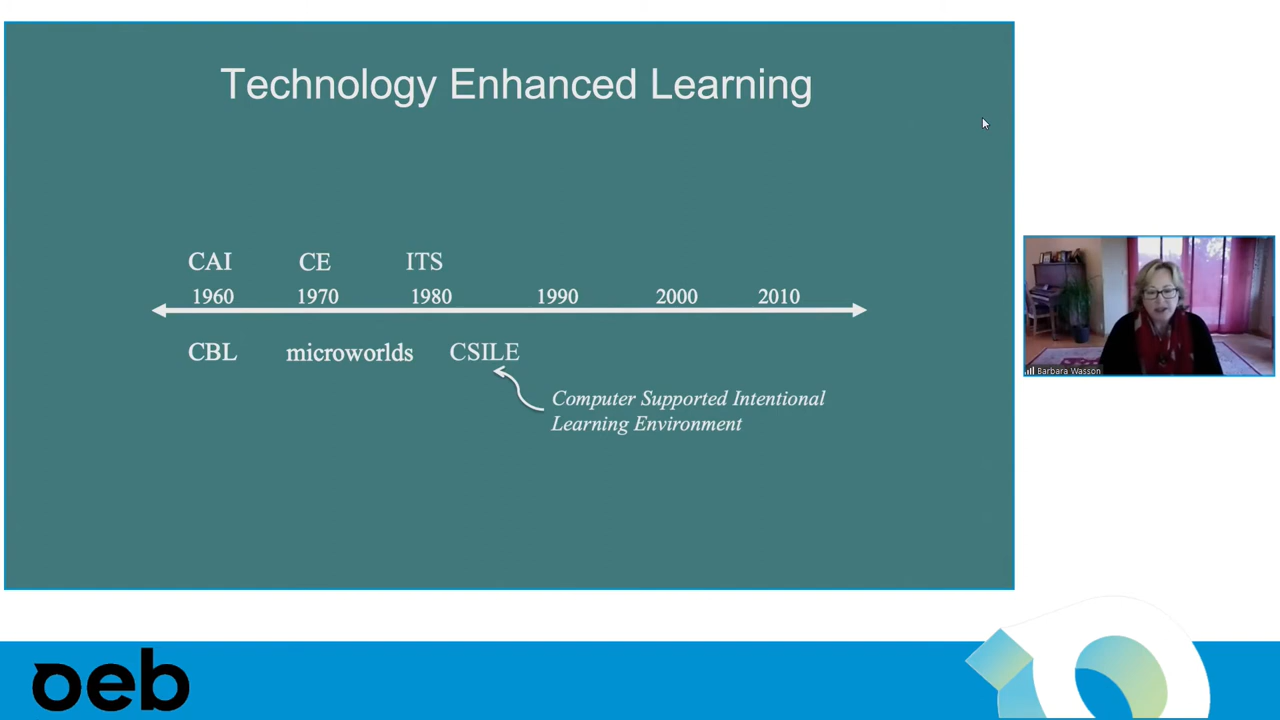 Technology Enhanced Learning
CAI CE ITS
1960 1970 1980 1990 2000 2010
CBL microworlds CSILE
Computer Supported Intentional
Learning Environment
Barbara Wasson
oeb